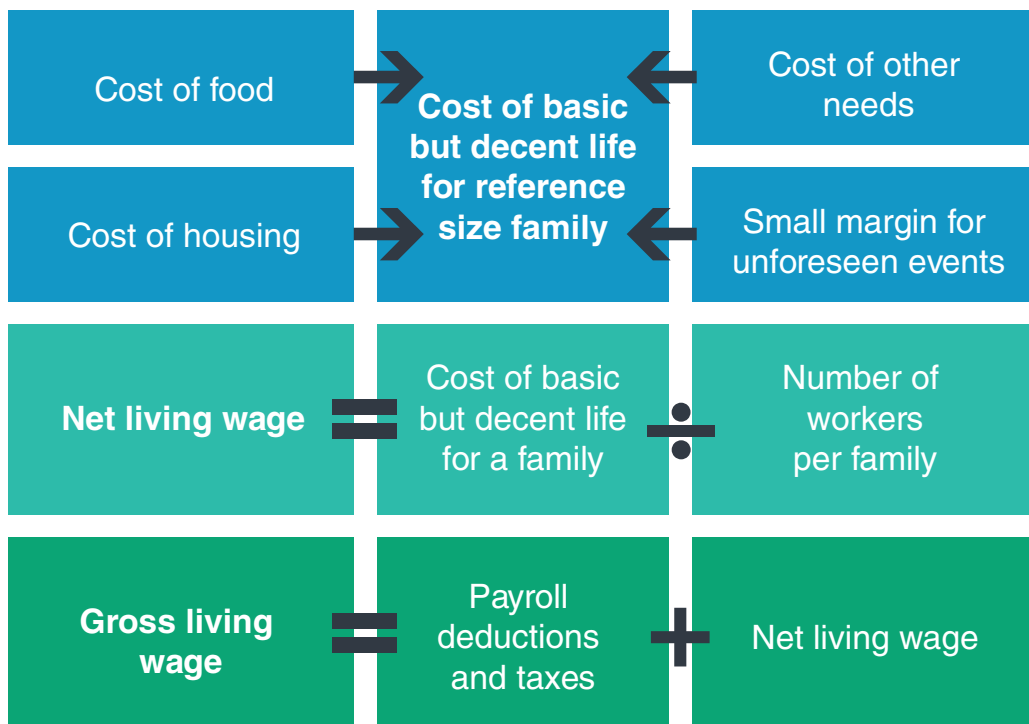 Cost of food
Cost of basic
but decent life
for reference
size family
Cost of other
needs
Cost of housing
Small margin for
unforeseen events
Net living wage
=
Cost of basic
but decent life
for a family
÷
Number of
workers
per family
Gross living
wage
=
Payroll
deductions
and taxes
+
Net living wage